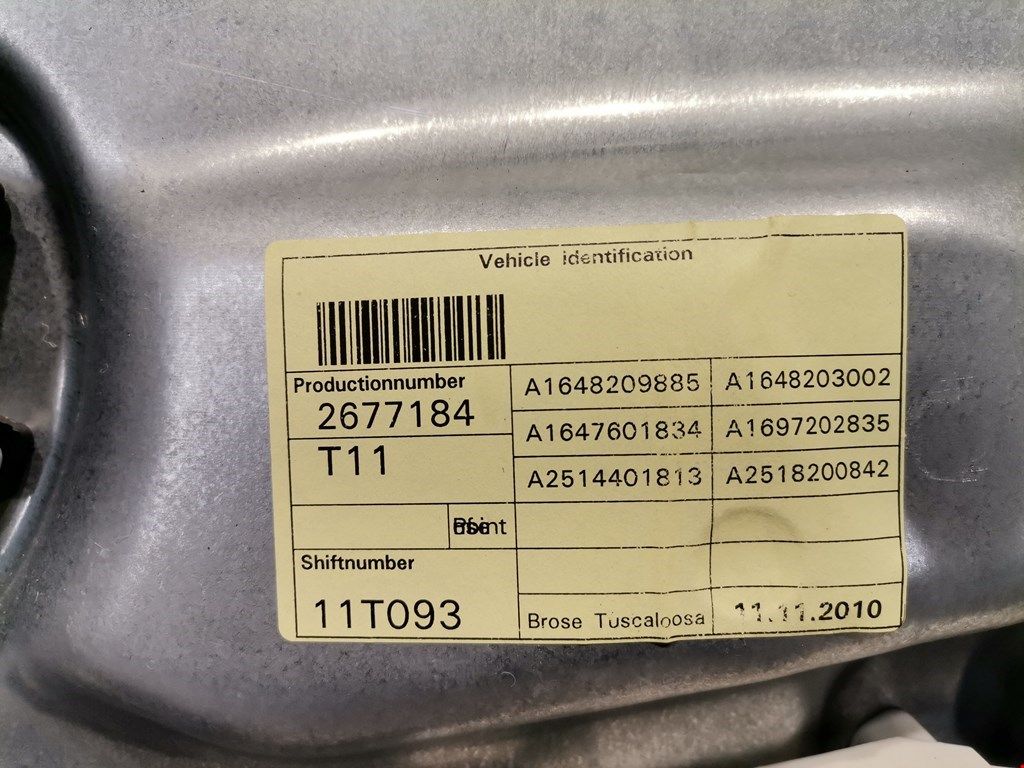 Vehicle identification
Productionnumber
2677184
T11
A1648209885 A1648203002
A1647601834 A1697202835
A2514401813 A2518200842
Shiftnumber
11T093
Brose Tuscaloosa 11.11.2010